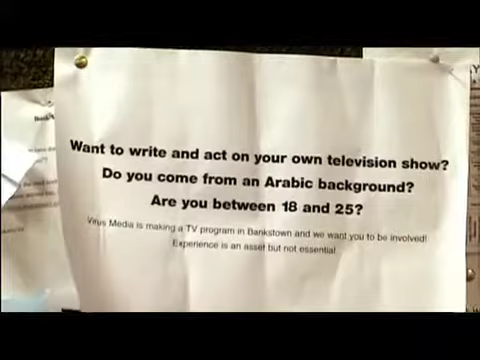 Want to write and act on your own television show?
Do you come from an Arabic background?
Are you between 18 and 25?
Virus Media is making a TV program in Bankstown and we want you to be involved!
Experience is an asset but not essential